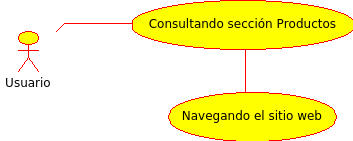 Consultando sección Productos
Usuario
Navegando el sitio web